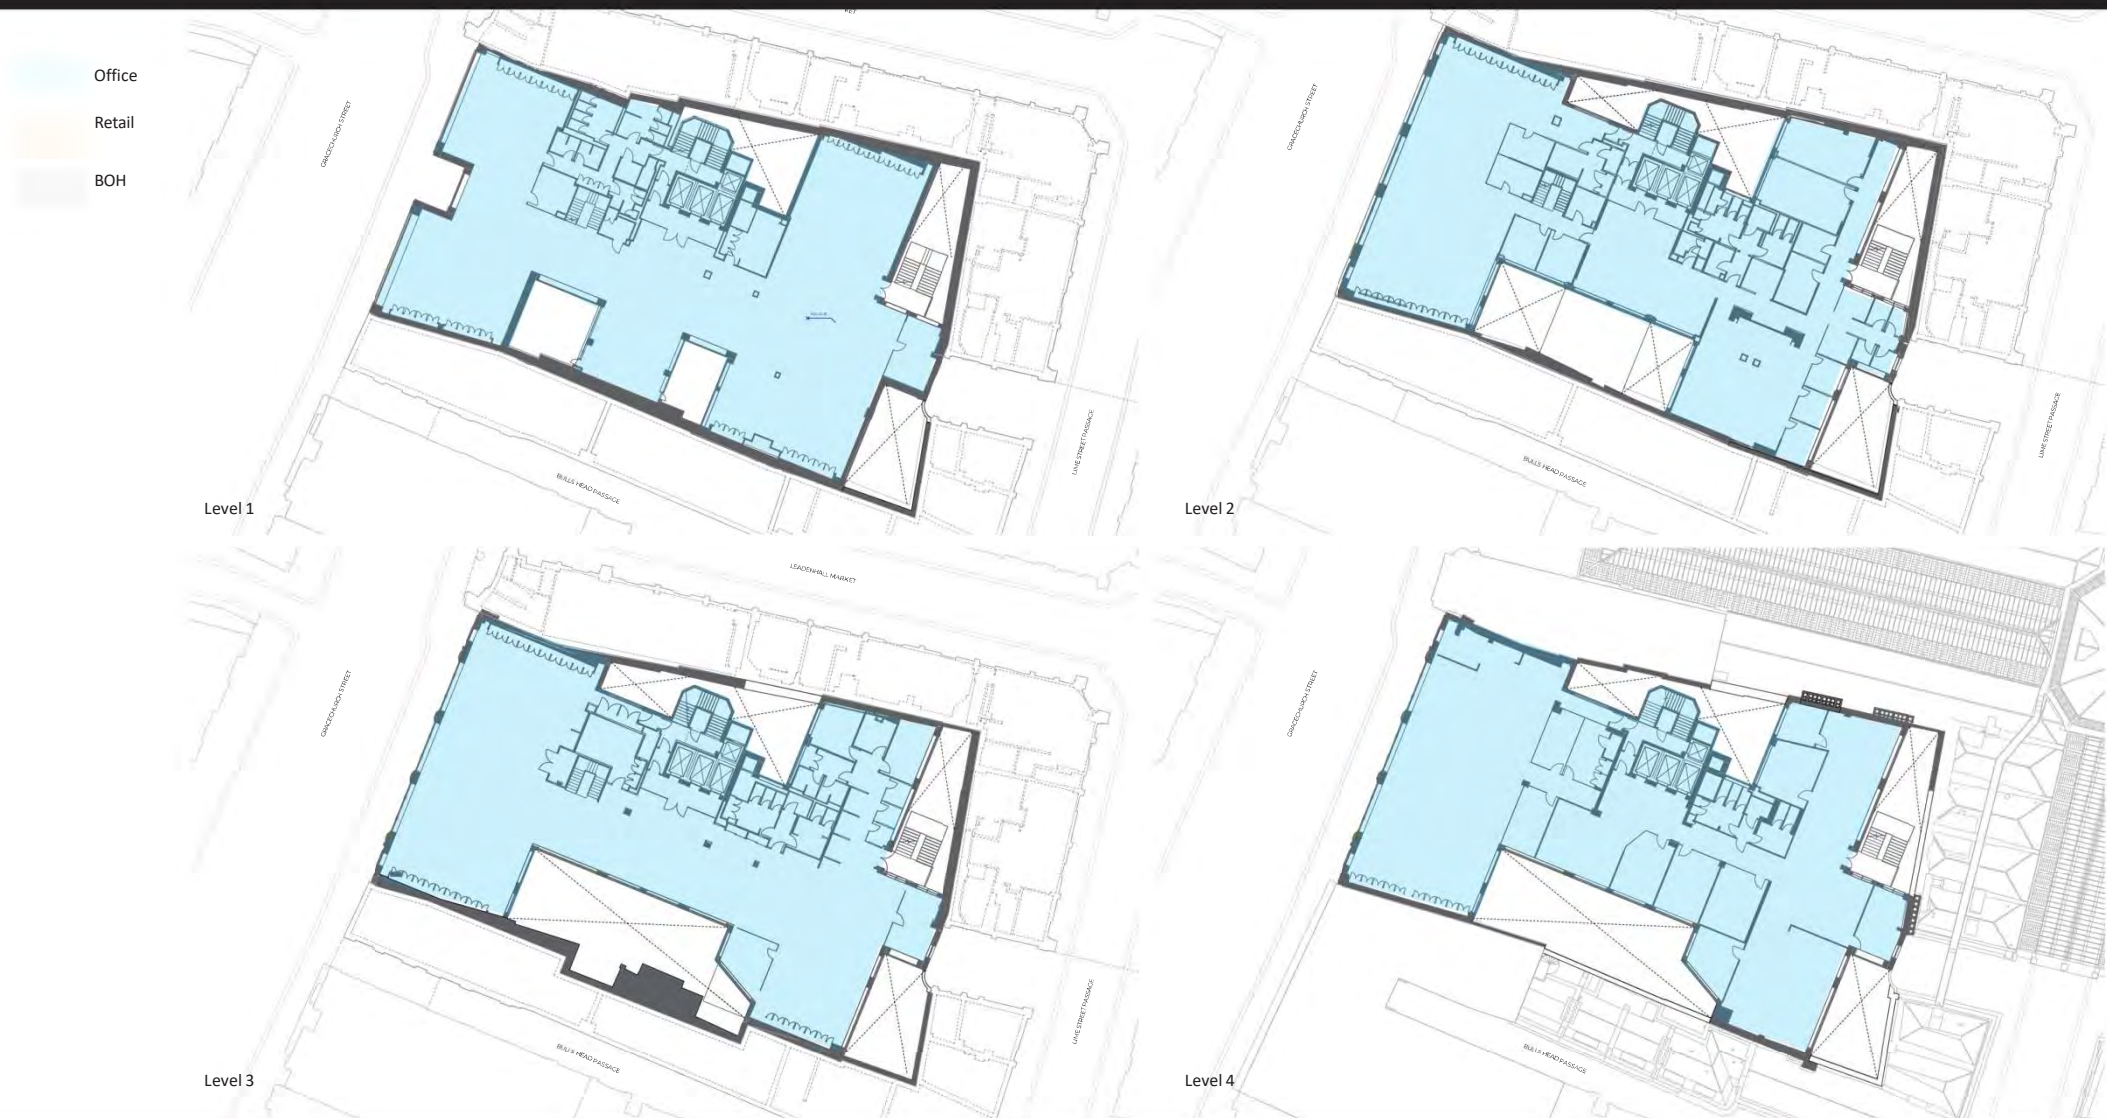 Office
Retail
BOH
GRACECHURCH STREET
BULLS HEAD PASSAGE
LIME STREET PASSAGE
Level 1
GRACECHURCH STREET
BULLS HEAD PASSAGE
LIME STREET PASSAGE
Level 2
LEADENHALL MARKET
GRACECHURCH STREET
BULLS HEAD PASSAGE
LIME STREET PASSAGE
Level 3
GRACECHURCH STREET
BULLS HEAD PASSAGE
Level 4